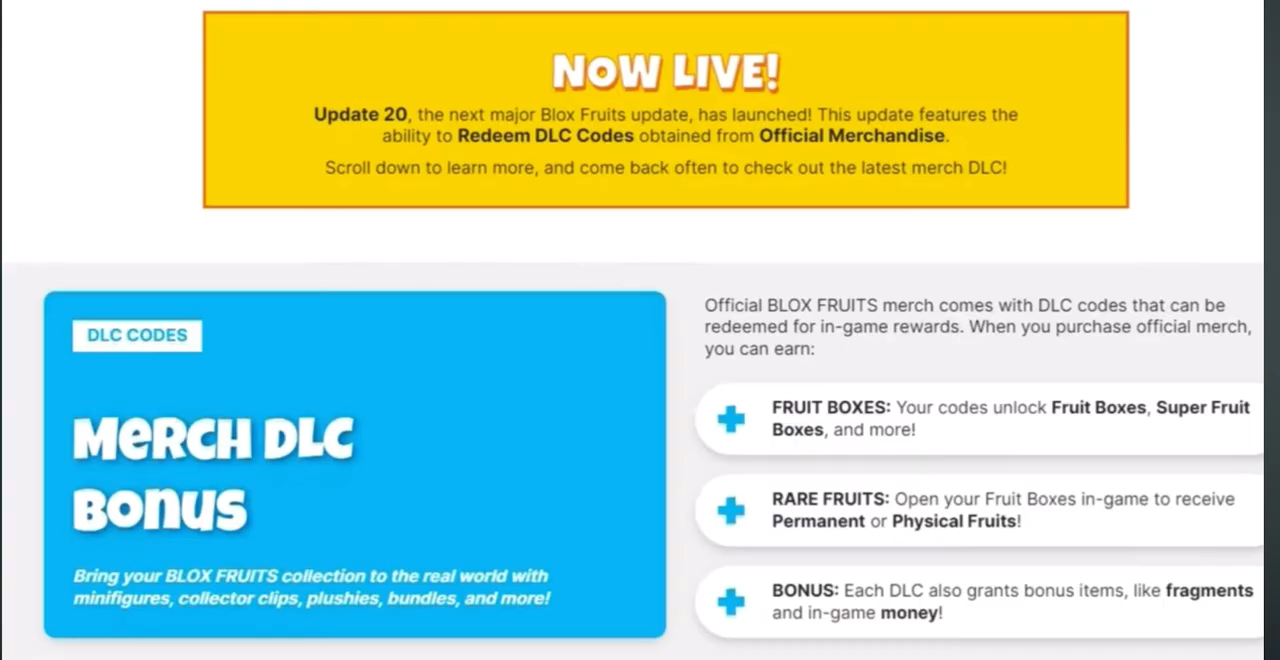 NOW LIVE!
Update 20, the next major Blox Fruits update, has launched! This update features the
ability to Redeem DLC Codes obtained from Official Merchandise.
Scroll down to learn more, and come back often to check out the latest merch DLC!
DLC CODES
MERCH DLC
BONUS
Bring your BLOX FRUITS collection to the real world with
minifigures, collector clips, plushies, bundles, and more!
Official BLOX FRUITS merch comes with DLC codes that can be
redeemed for in-game rewards. When you purchase official merch,
you can earn:
FRUIT BOXES: Your codes unlock Fruit Boxes, Super Fruit
Boxes, and more!
RARE FRUITS: Open your Fruit Boxes in-game to receive
Permanent or Physical Fruits!
BONUS: Each DLC also grants bonus items, like fragments
and in-game money!